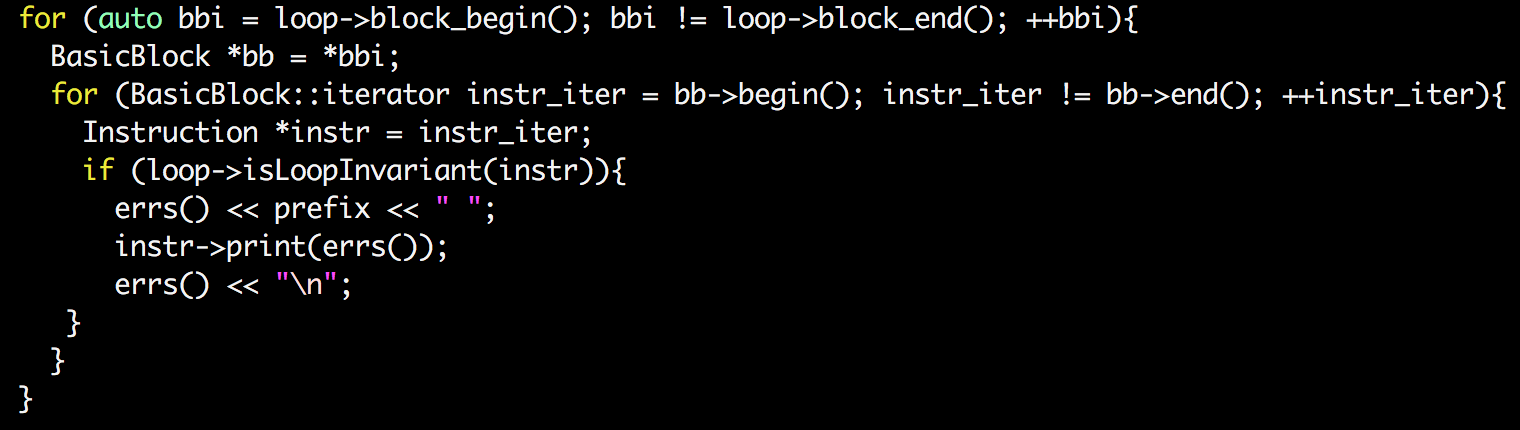 for (auto bbi = loop->block_begin(); bbi != loop->block_end(); ++bbi){
  BasicBlock *bb = *bbi;
  for (BasicBlock::iterator instr_iter = bb->begin(); instr_iter != bb->end(); ++instr_iter){
    Instruction *instr = instr_iter;
    if (loop->isLoopInvariant(instr)){
      errs() << prefix << " ";
      instr->print(errs());
      errs() << "\n";
   }
  }
}